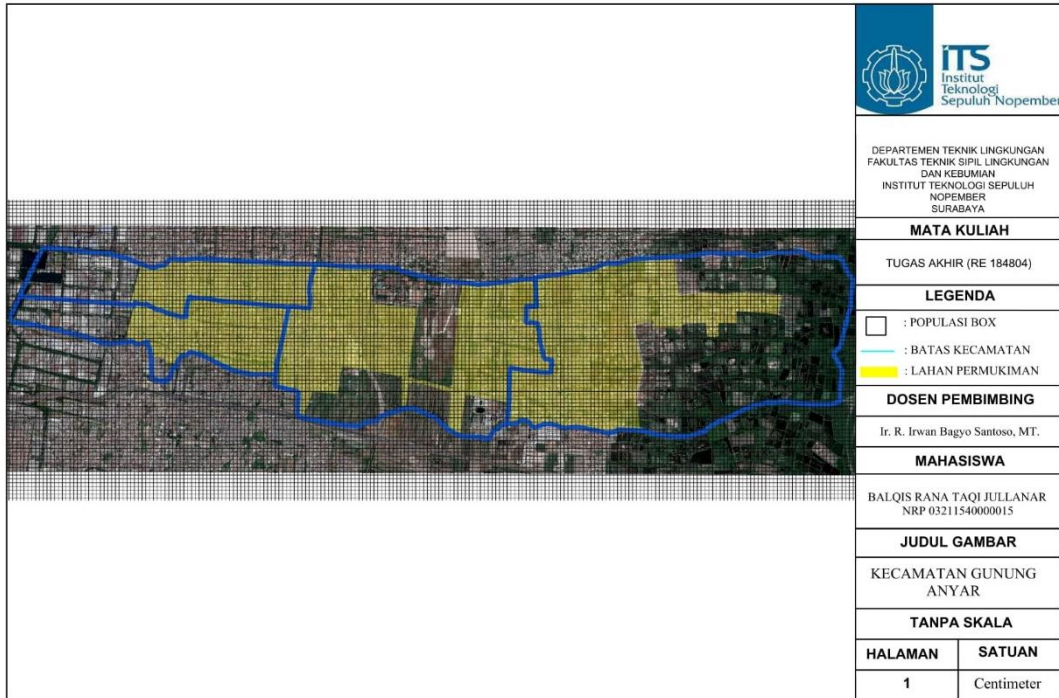 iTS
Institut
Teknologi
Sepuluh Nopember
DEPARTEMEN TEKNIK LINGKUNGAN
FAKULTAS TEKNIK SIPIL LINGKUNGAN
DAN KEBUMIAN
INSTITUT TEKNOLOGI SEPULUH
NOPEMBER
SURABAYA
MATA KULIAH
TUGAS AKHIR (RE 184804)
LEGENDA
: POPULASI BOX
: BATAS KECAMATAN
: LAHAN PERMUKIMAN
DOSEN PEMBIMBING
Ir. R. Irwan Bagyo Santoso, MT.
MAHASISWA
BALQIS RANA TAQI JULLANAR
NRP 03211540000015
JUDUL GAMBAR
KECAMATAN GUNUNG
ANYAR
TANPA SKALA
HALAMAN SATUAN
1 Centimeter